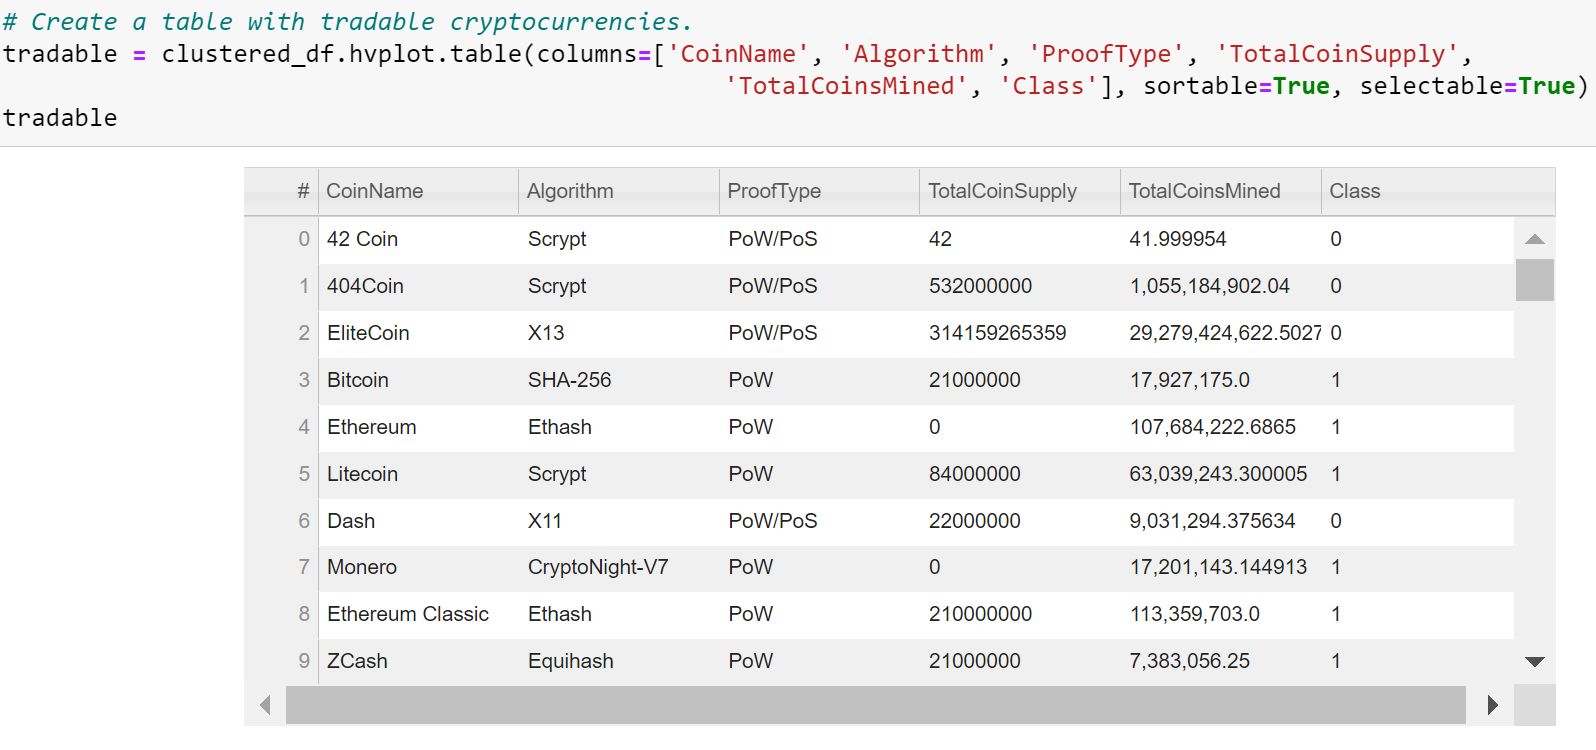 # Create a table with tradable cryptocurrencies.
tradable = clustered_df.hvplot.table(columns=['CoinName', 'Algorithm', 'ProofType', 'TotalCoinSupply',
'TotalCoinsMined', 'Class'], sortable=True, selectable=True)
tradable
# CoinName Algorithm ProofType TotalCoinSupply TotalCoinsMined Class
0 42 Coin Scrypt PoW/PoS 42 41.999954 0
1 404Coin Scrypt PoW/PoS 532000000 1,055,184,902.04 0
2 EliteCoin X13 PoW/PoS 314159265359 29,279,424,622.5027 0
3 Bitcoin SHA-256 PoW 21000000 17,927,175.0 1
4 Ethereum Ethash PoW 0 107,684,222.6865 1
5 Litecoin Scrypt PoW 84000000 63,039,243.300005 1
6 Dash X11 PoW/PoS 22000000 9,031,294.375634 0
7 Monero CryptoNight-V7 PoW 0 17,201,143.144913 1
8 Ethereum Classic Ethash PoW 210000000 113,359,703.0 1
9 ZCash Equihash PoW 21000000 7,383,056.25 1